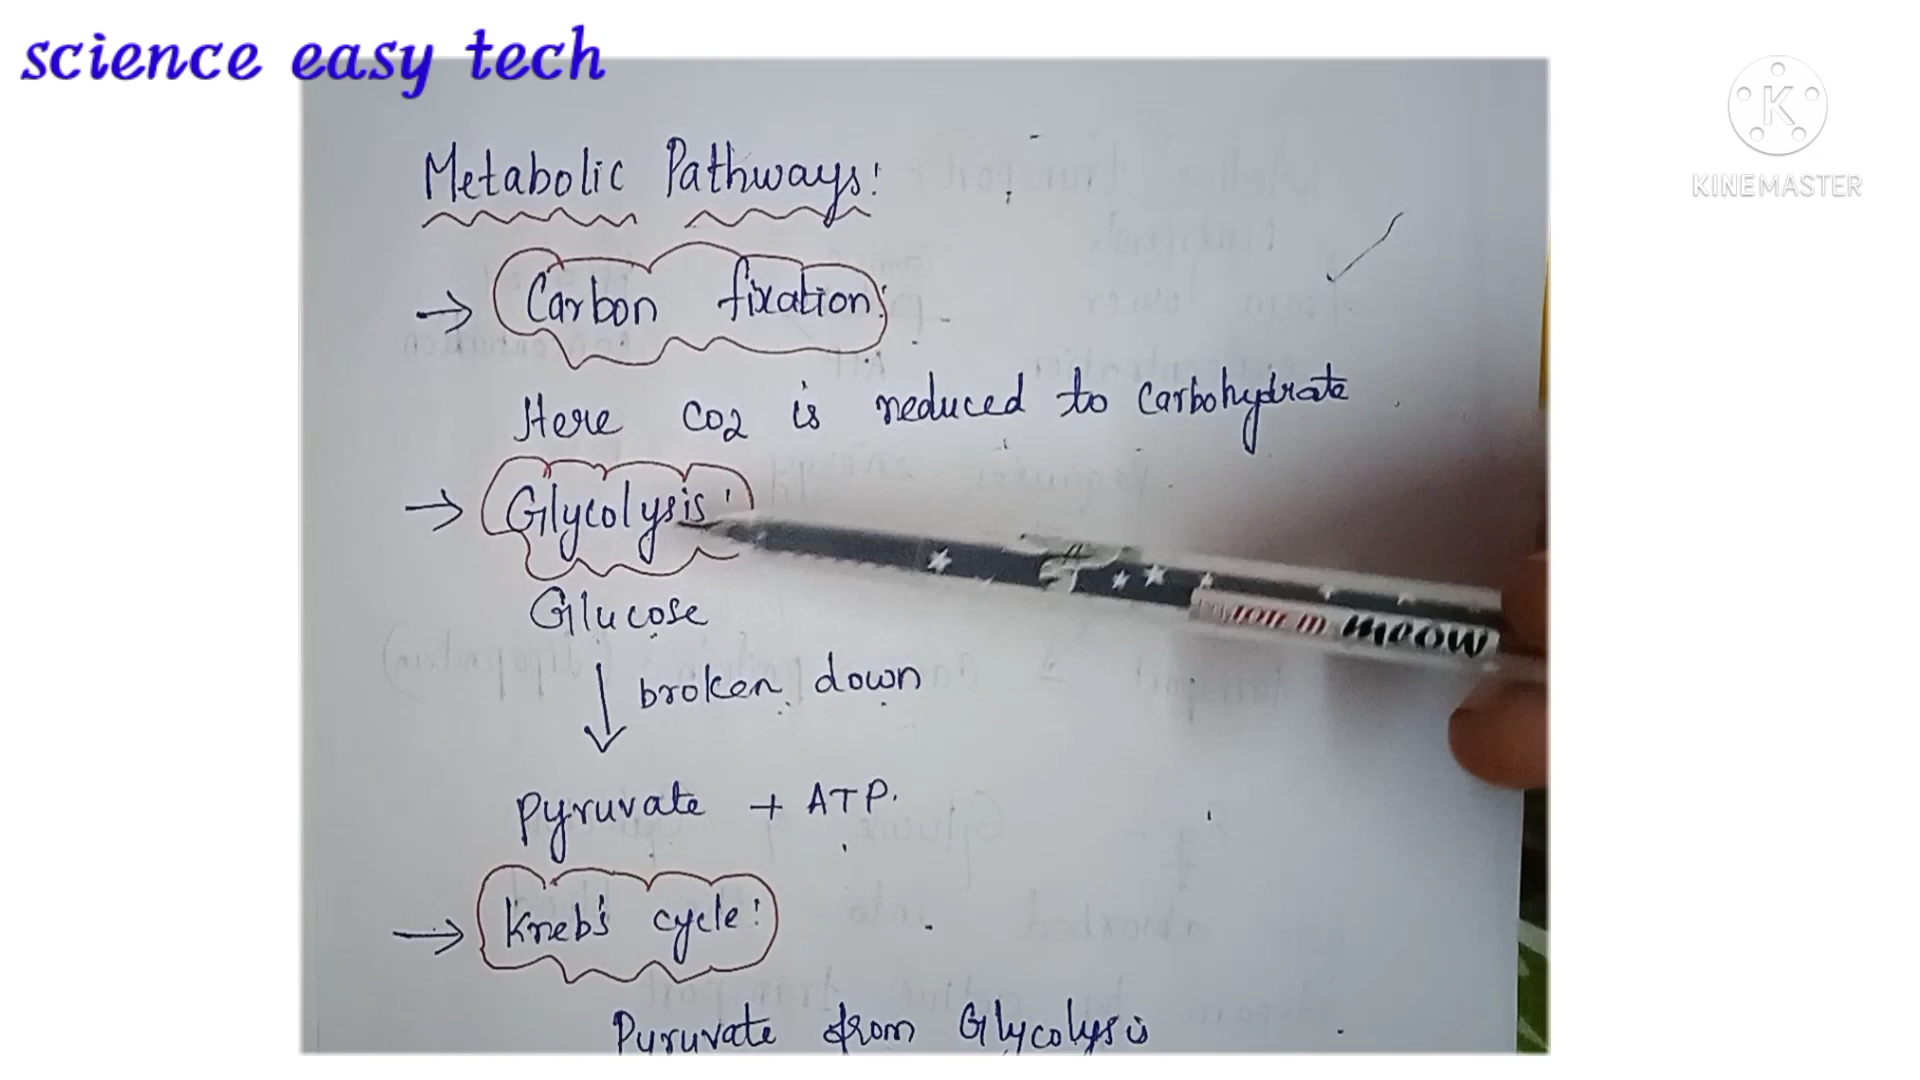 science easy tech
KINEMASTER
Metabolic Pathways:
→ Carbon fixation:
Here CO2 is reduced to carbohydrate
→ Glycolysis:
meow
Glucose
↓ broken down
Pyruvate + ATP.
→ Kreb's cycle:
Pyruvate from Glycolysis